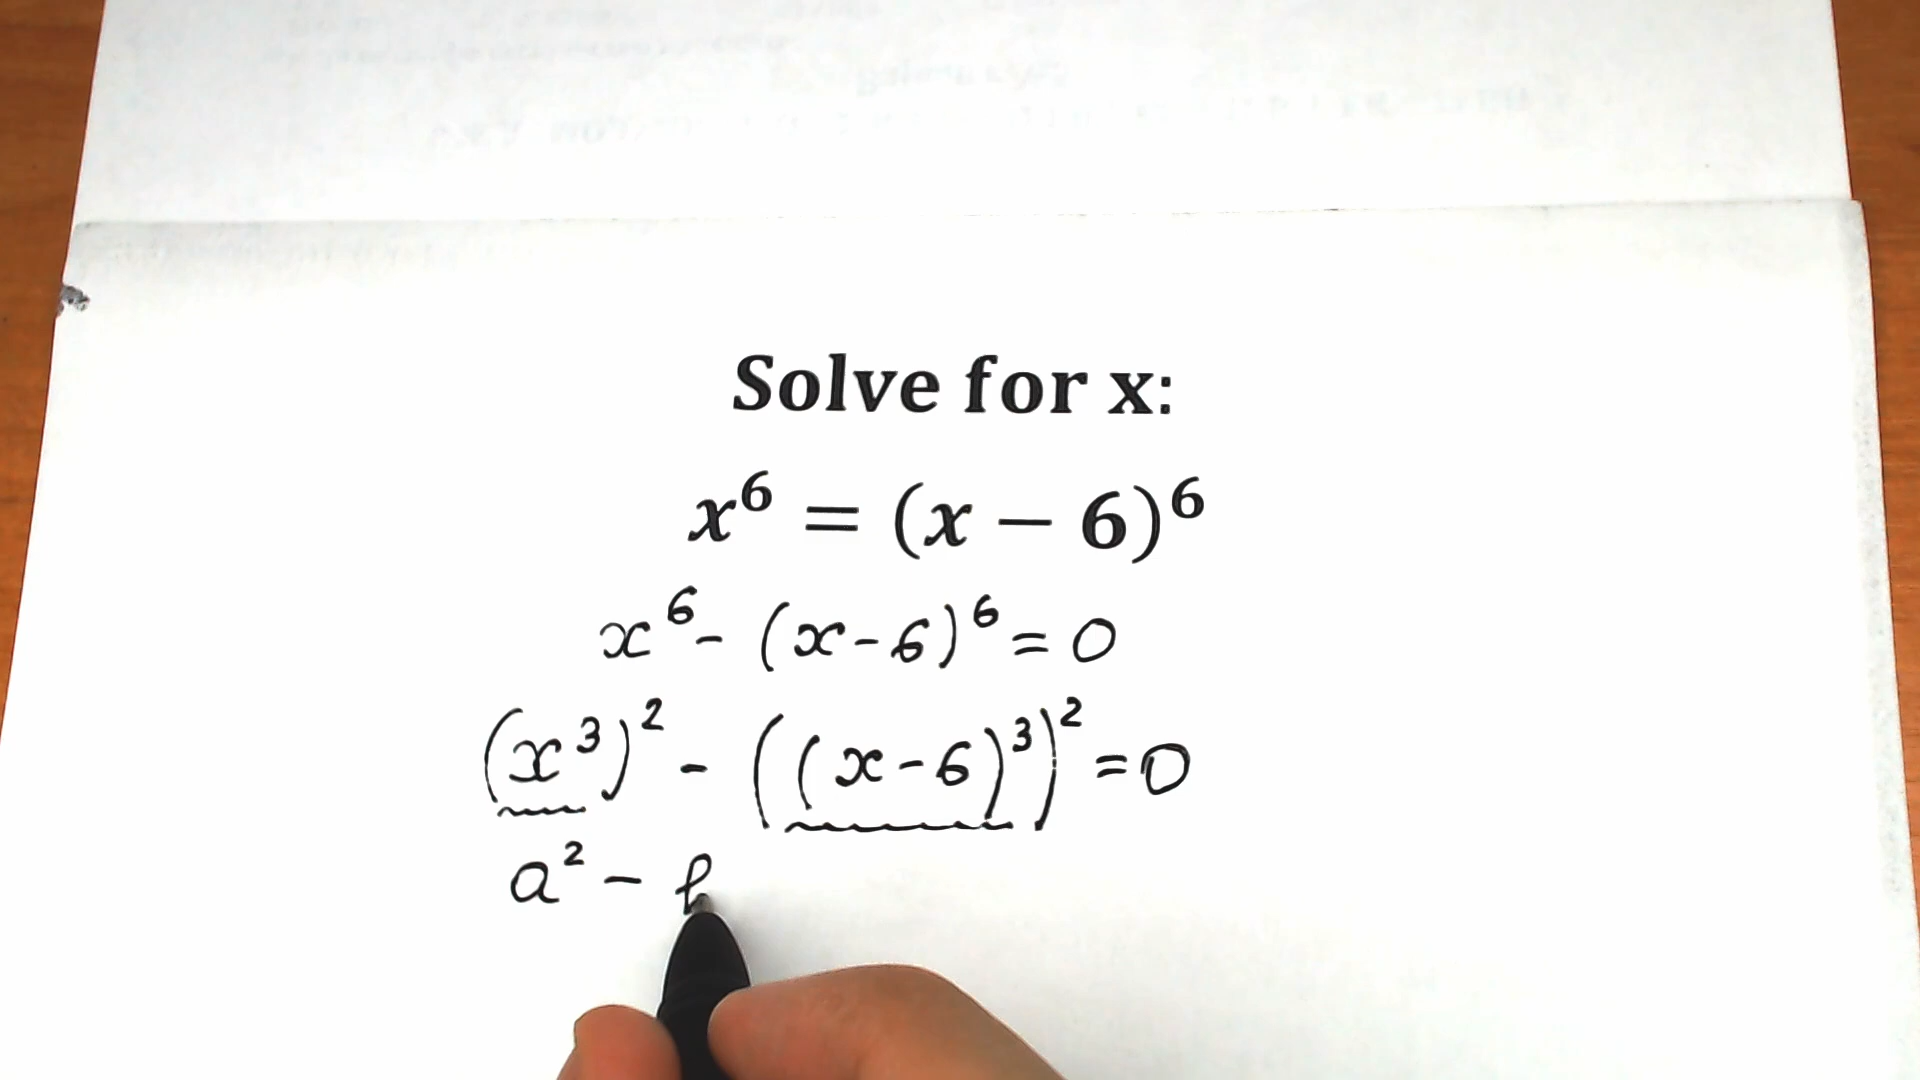 Solve for x:
x⁶ = (x − 6)⁶
x⁶ - (x - 6)⁶ = 0
(x³)² - ((x - 6)³)² = 0
a² - b